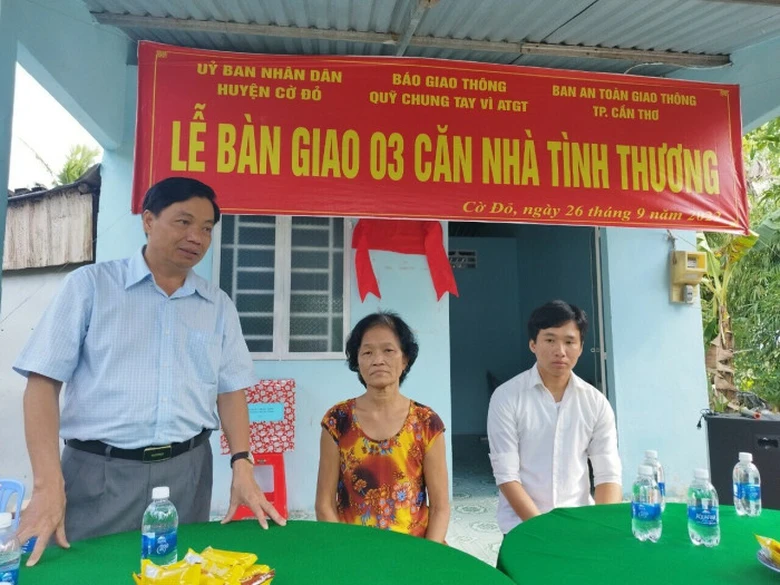 UỶ BAN NHÂN DÂN
HUYỆN CỜ ĐỎ
BÁO GIAO THÔNG
QUỸ CHUNG TAY VÌ ATGT
BAN AN TOÀN GIAO THÔNG
TP. CẦN THƠ
LỄ BÀN GIAO 03 CĂN NHÀ TÌNH THƯƠNG
Cờ Đỏ, ngày 26 tháng 9 năm 2022